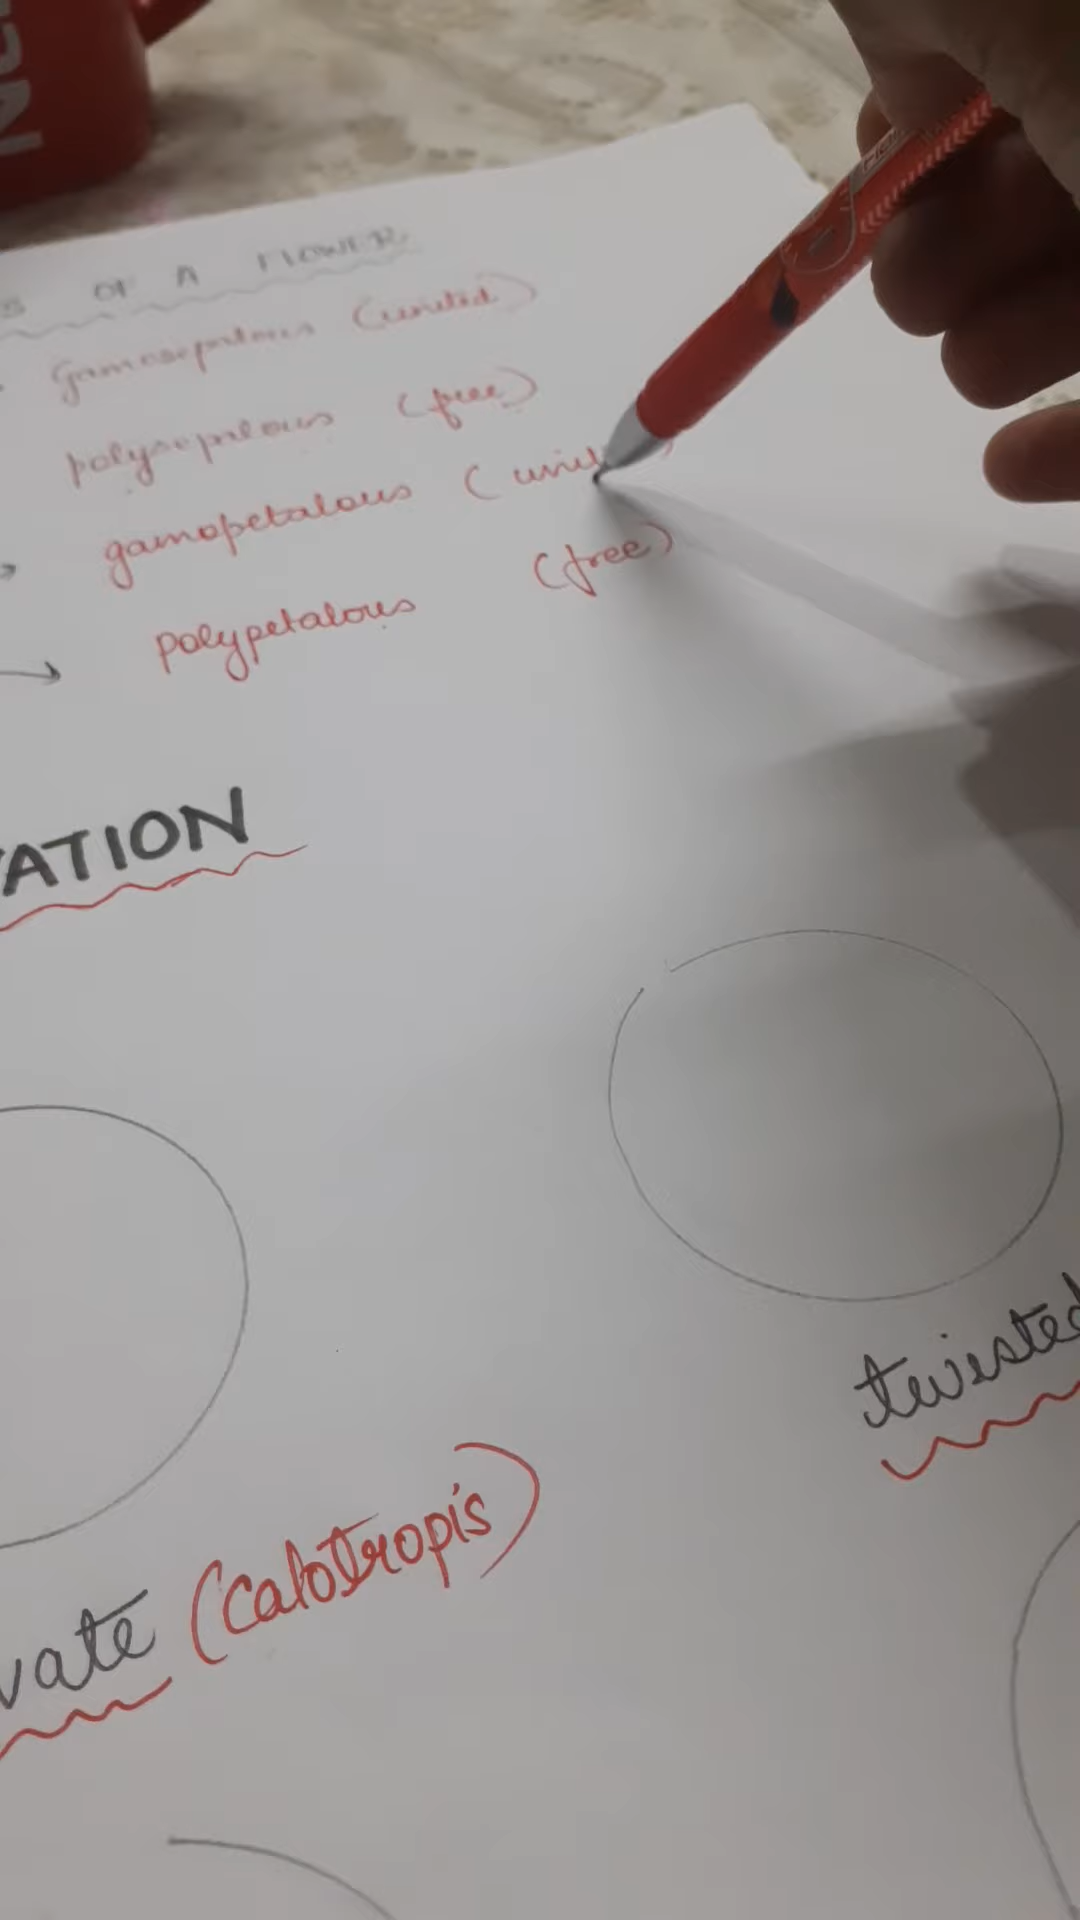 OF A FLOWER
Gamosepalous (united)
polysepalous (free)
gamopetalous (unit
polypetalous (free)
ATION
twisted
vate (calotropis)